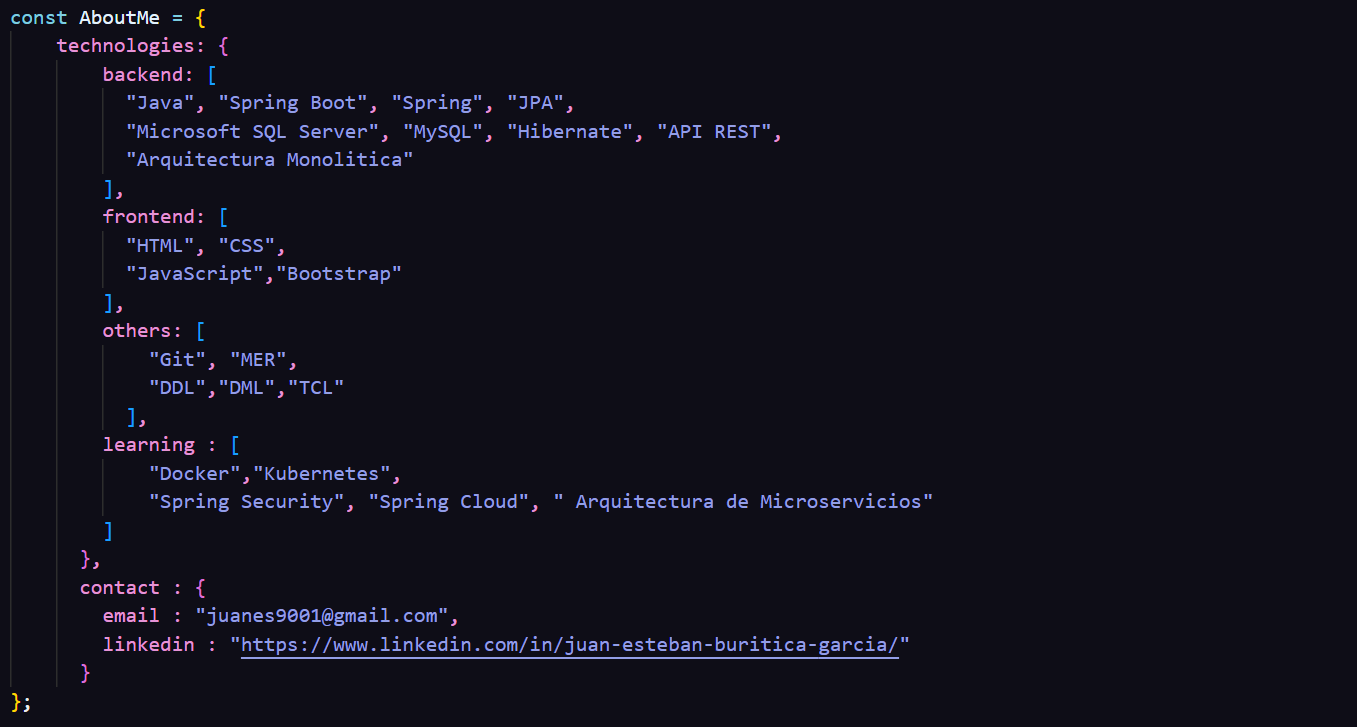 const AboutMe = {
    technologies: {
        backend: [
          "Java", "Spring Boot", "Spring", "JPA",
          "Microsoft SQL Server", "MySQL", "Hibernate", "API REST",
          "Arquitectura Monolitica"
        ],
        frontend: [
          "HTML", "CSS",
          "JavaScript","Bootstrap"
        ],
        others: [
            "Git", "MER",
            "DDL","DML","TCL"
          ],
        learning : [
            "Docker","Kubernetes",
            "Spring Security", "Spring Cloud", " Arquitectura de Microservicios"
        ]
      },
      contact : {
        email : "juanes9001@gmail.com",
        linkedin : "https://www.linkedin.com/in/juan-esteban-buritica-garcia/"
      }
};